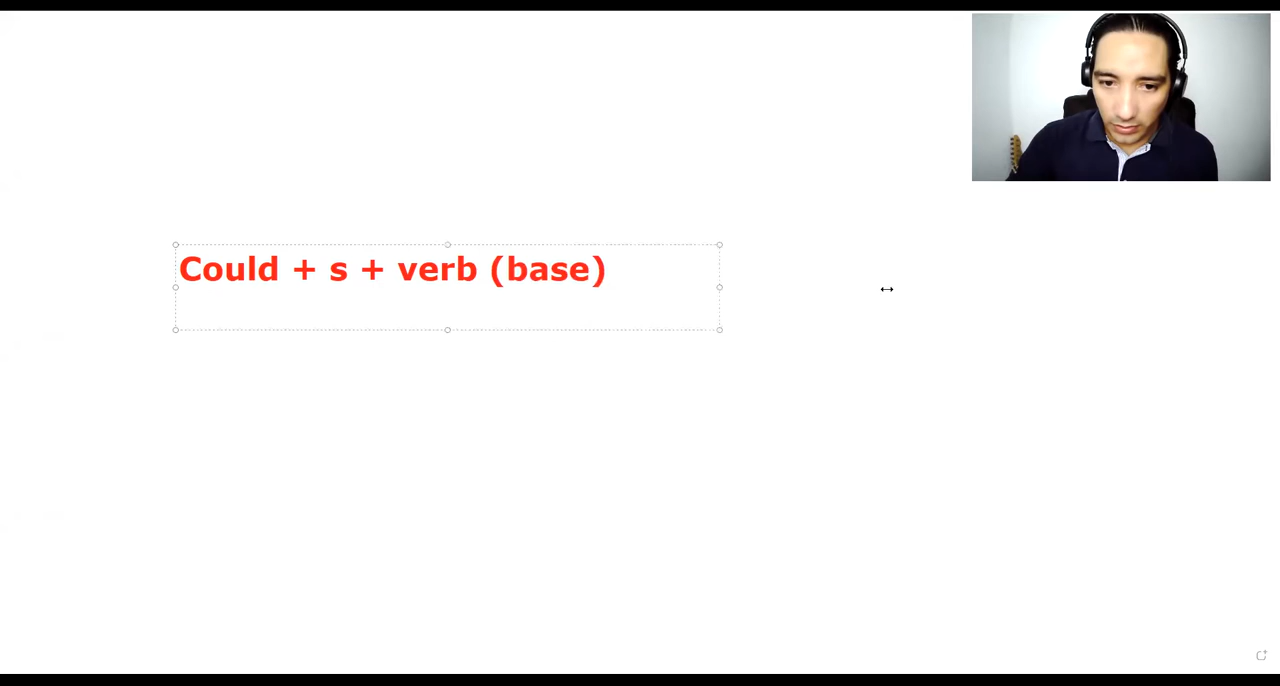 Could + s + verb (base)